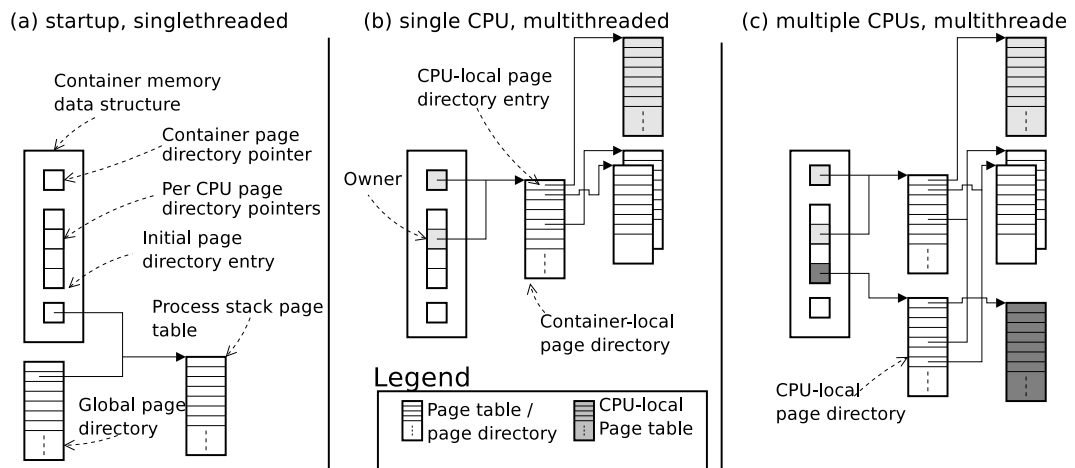 (a) startup, singlethreaded
(b) single CPU, multithreaded
(c) multiple CPUs, multithreade
Container memory
data structure
Container page
directory pointer
Per CPU page
directory pointers
Initial page
directory entry
Process stack page
table
Global page
directory
CPU-local page
directory entry
Owner
Container-local
page directory
Legend
Page table /
page directory
CPU-local
Page table
CPU-local
page directory